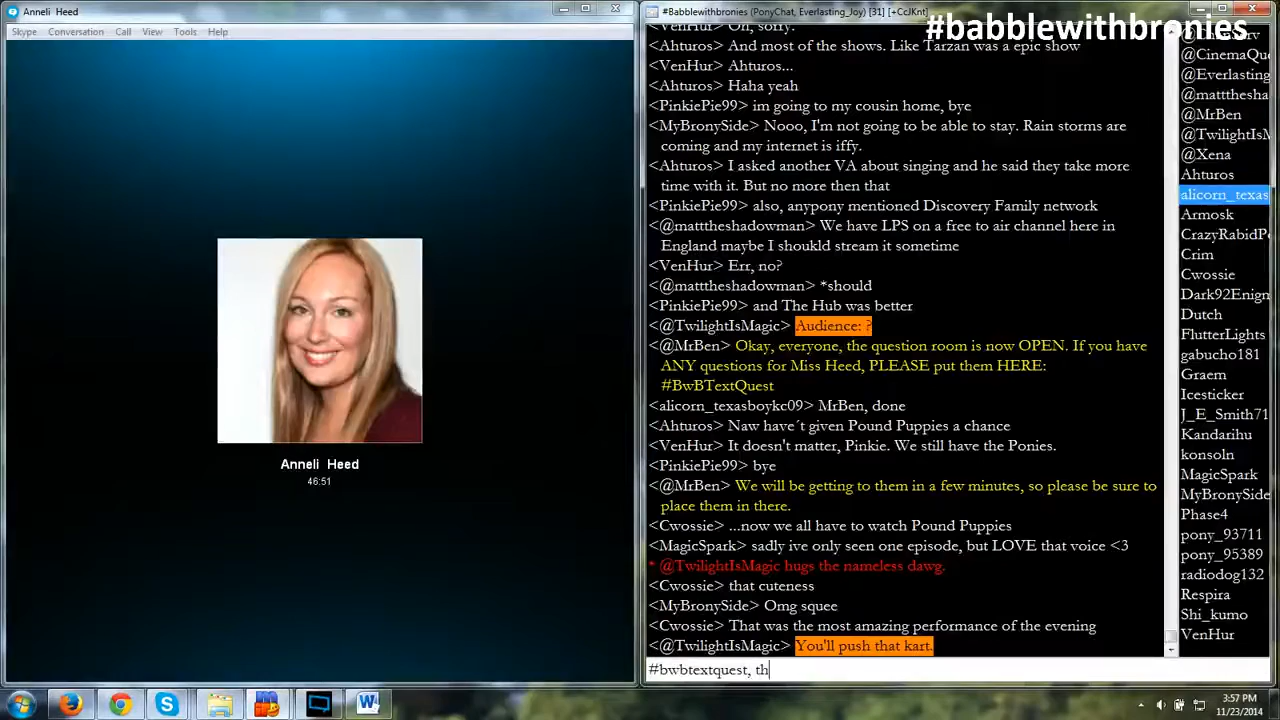 Anneli Heed
Skype Conversation Call View Tools Help
Anneli Heed
46:51
#Babblewithbronies (PonyChat, Everlasting_Joy) [31] [+CcJKnt]
#babblewithbronies
<VenHur> Oh, sorry.
<Ahturos> And most of the shows. Like Tarzan was a epic show
<VenHur> Ahturos...
<Ahturos> Haha yeah
<PinkiePie99> im going to my cousin home, bye
<MyBronySide> Nooo, I'm not going to be able to stay. Rain storms are
coming and my internet is iffy.
<Ahturos> I asked another VA about singing and he said they take more
time with it. But no more then that
<PinkiePie99> also, anypony mentioned Discovery Family network
<@matttheshadowman> We have LPS on a free to air channel here in
England maybe I shoukld stream it sometime
<VenHur> Err, no?
<@matttheshadowman> *should
<PinkiePie99> and The Hub was better
<@TwilightIsMagic> Audience: ?
<@MrBen> Okay, everyone, the question room is now OPEN. If you have
ANY questions for Miss Heed, PLEASE put them HERE:
#BwBTextQuest
<alicorn_texasboykc09> MrBen, done
<Ahturos> Naw have´t given Pound Puppies a chance
<VenHur> It doesn't matter, Pinkie. We still have the Ponies.
<PinkiePie99> bye
<@MrBen> We will be getting to them in a few minutes, so please be sure to
place them in there.
<Cwossie> ...now we all have to watch Pound Puppies
<MagicSpark> sadly ive only seen one episode, but LOVE that voice <3
* @TwilightIsMagic hugs the nameless dawg.
<Cwossie> that cuteness
<MyBronySide> Omg squee
<Cwossie> That was the most amazing performance of the evening
<@TwilightIsMagic> You'll push that kart.
#bwbtextquest, th
@CinemaQue
@Everlasting
@matttheshad
@MrBen
@TwilightIsM
@Xena
Ahturos
alicorn_texas
Armosk
CrazyRabidPo
Crim
Cwossie
Dark92Enigm
Dutch
FlutterLights
gabucho181
Graem
Icesticker
J_E_Smith71
Kandarihu
konsoln
MagicSpark
MyBronySide
Phase4
pony_93711
pony_95389
radiodog132
Respira
Shi_kumo
VenHur
3:57 PM
11/23/2014